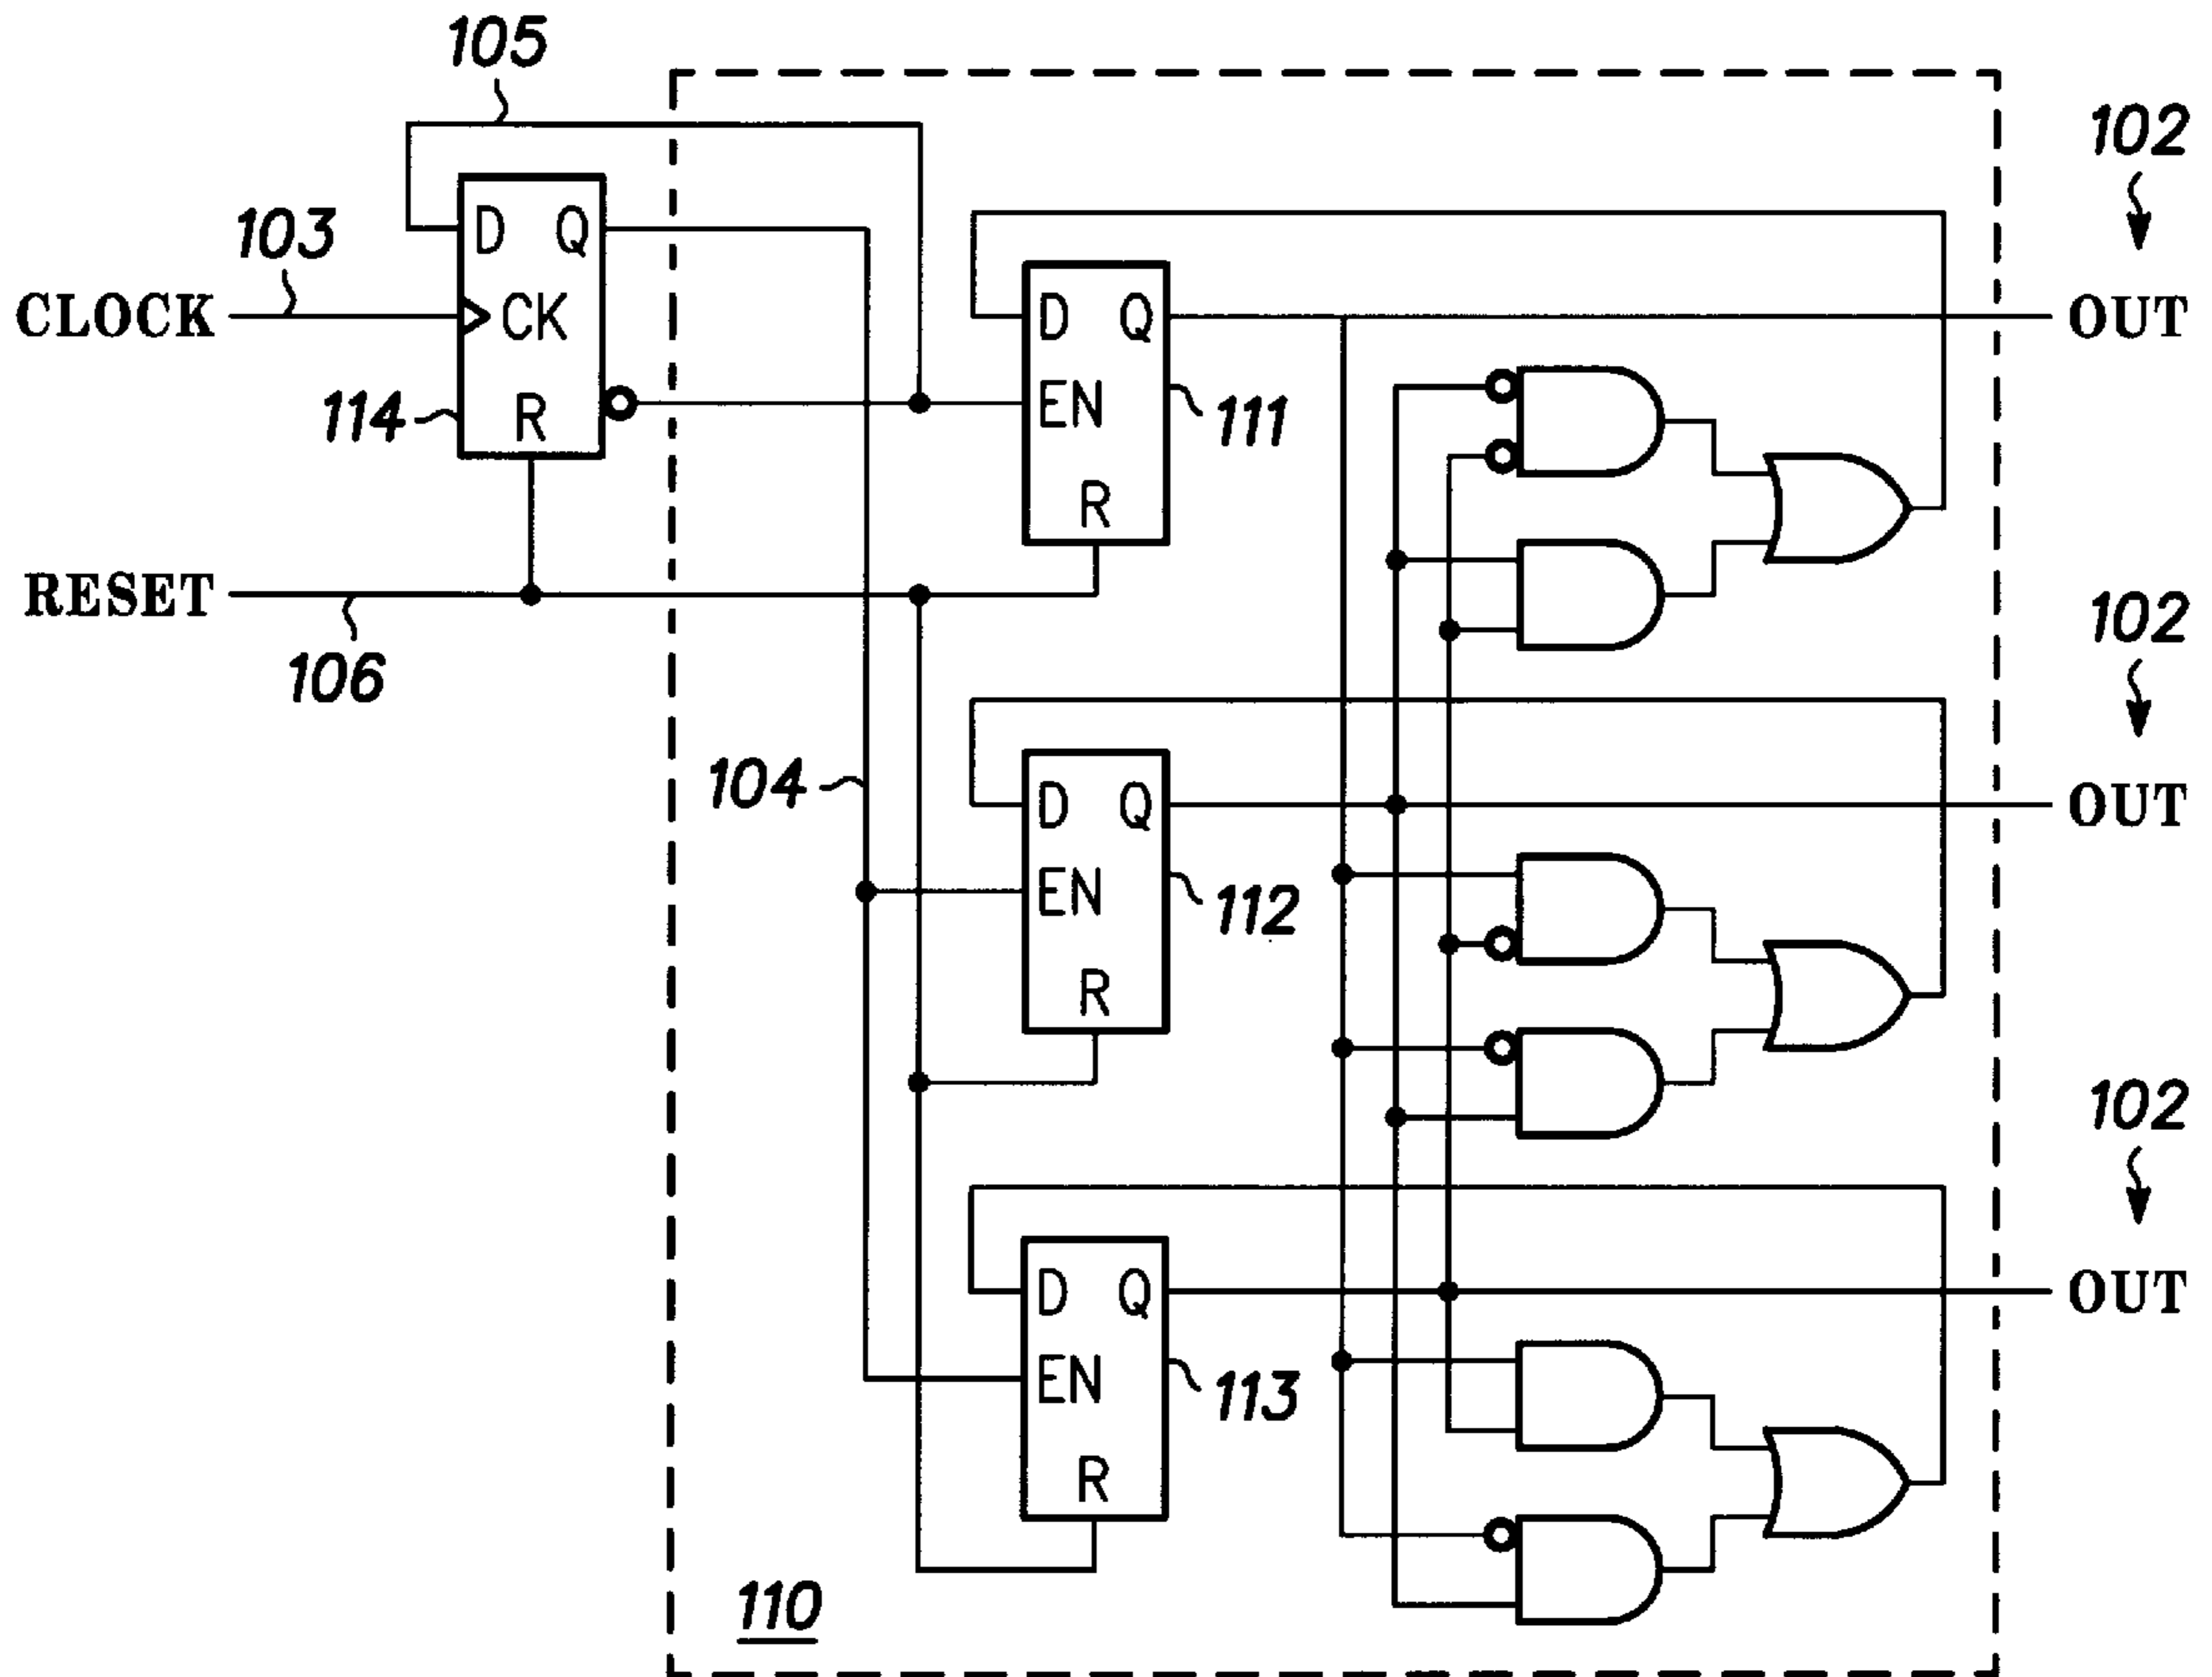 105
102
D Q
103
CLOCK
CK
D Q
OUT
114
R
EN
111
R
RESET
106
102
104
D Q
OUT
EN
112
R
102
D Q
OUT
EN
113
R
110